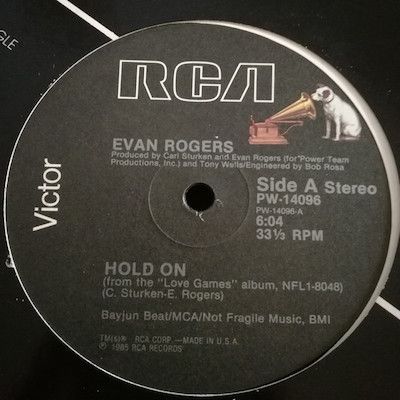 GLE
RCA
Victor
EVAN ROGERS
Produced by Carl Sturken and Evan Rogers (for Power Team
Productions, Inc.) and Tony Wells/Engineered by Bob Rosa
Side A Stereo
PW-14096
PW-14096-A
6:04
33⅓ RPM
HOLD ON
(from the "Love Games" album, NFL1-8048)
(C. Sturken-E. Rogers)
Bayjun Beat/MCA/Not Fragile Music, BMI
TM(s)® RCA CORP.—MADE IN U.S.A.
℗ 1985 RCA RECORDS